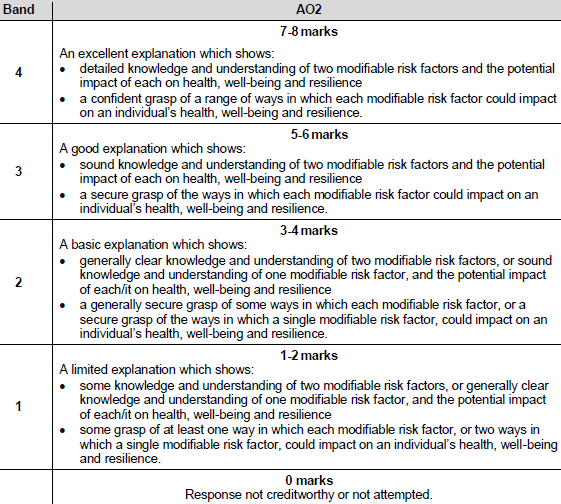 Band AO2
7-8 marks
An excellent explanation which shows:
• detailed knowledge and understanding of two modifiable risk factors and the potential
impact of each on health, well-being and resilience
4
• a confident grasp of a range of ways in which each modifiable risk factor could impact
on an individual's health, well-being and resilience.
5-6 marks
A good explanation which shows:
• sound knowledge and understanding of two modifiable risk factors and the potential
3
impact of each on health, well-being and resilience
• a secure grasp of the ways in which each modifiable risk factor could impact on an
individual's health, well-being and resilience.
3-4 marks
A basic explanation which shows:
• generally clear knowledge and understanding of two modifiable risk factors, or sound
knowledge and understanding of one modifiable risk factor, and the potential impact
2
of each/it on health, well-being and resilience
• a generally secure grasp of some ways in which each modifiable risk factor, or a
secure grasp of the ways in which a single modifiable risk factor, could impact on an
individual's health, well-being and resilience.
1-2 marks
A limited explanation which shows:
• some knowledge and understanding of two modifiable risk factors, or generally clear
knowledge and understanding of one modifiable risk factor, and the potential impact
1
of each/it on health, well-being and resilience
• some grasp of at least one way in which each modifiable risk factor, or two ways in
which a single modifiable risk factor, could impact on an individual's health, well-being
and resilience.
0 marks
Response not creditworthy or not attempted.